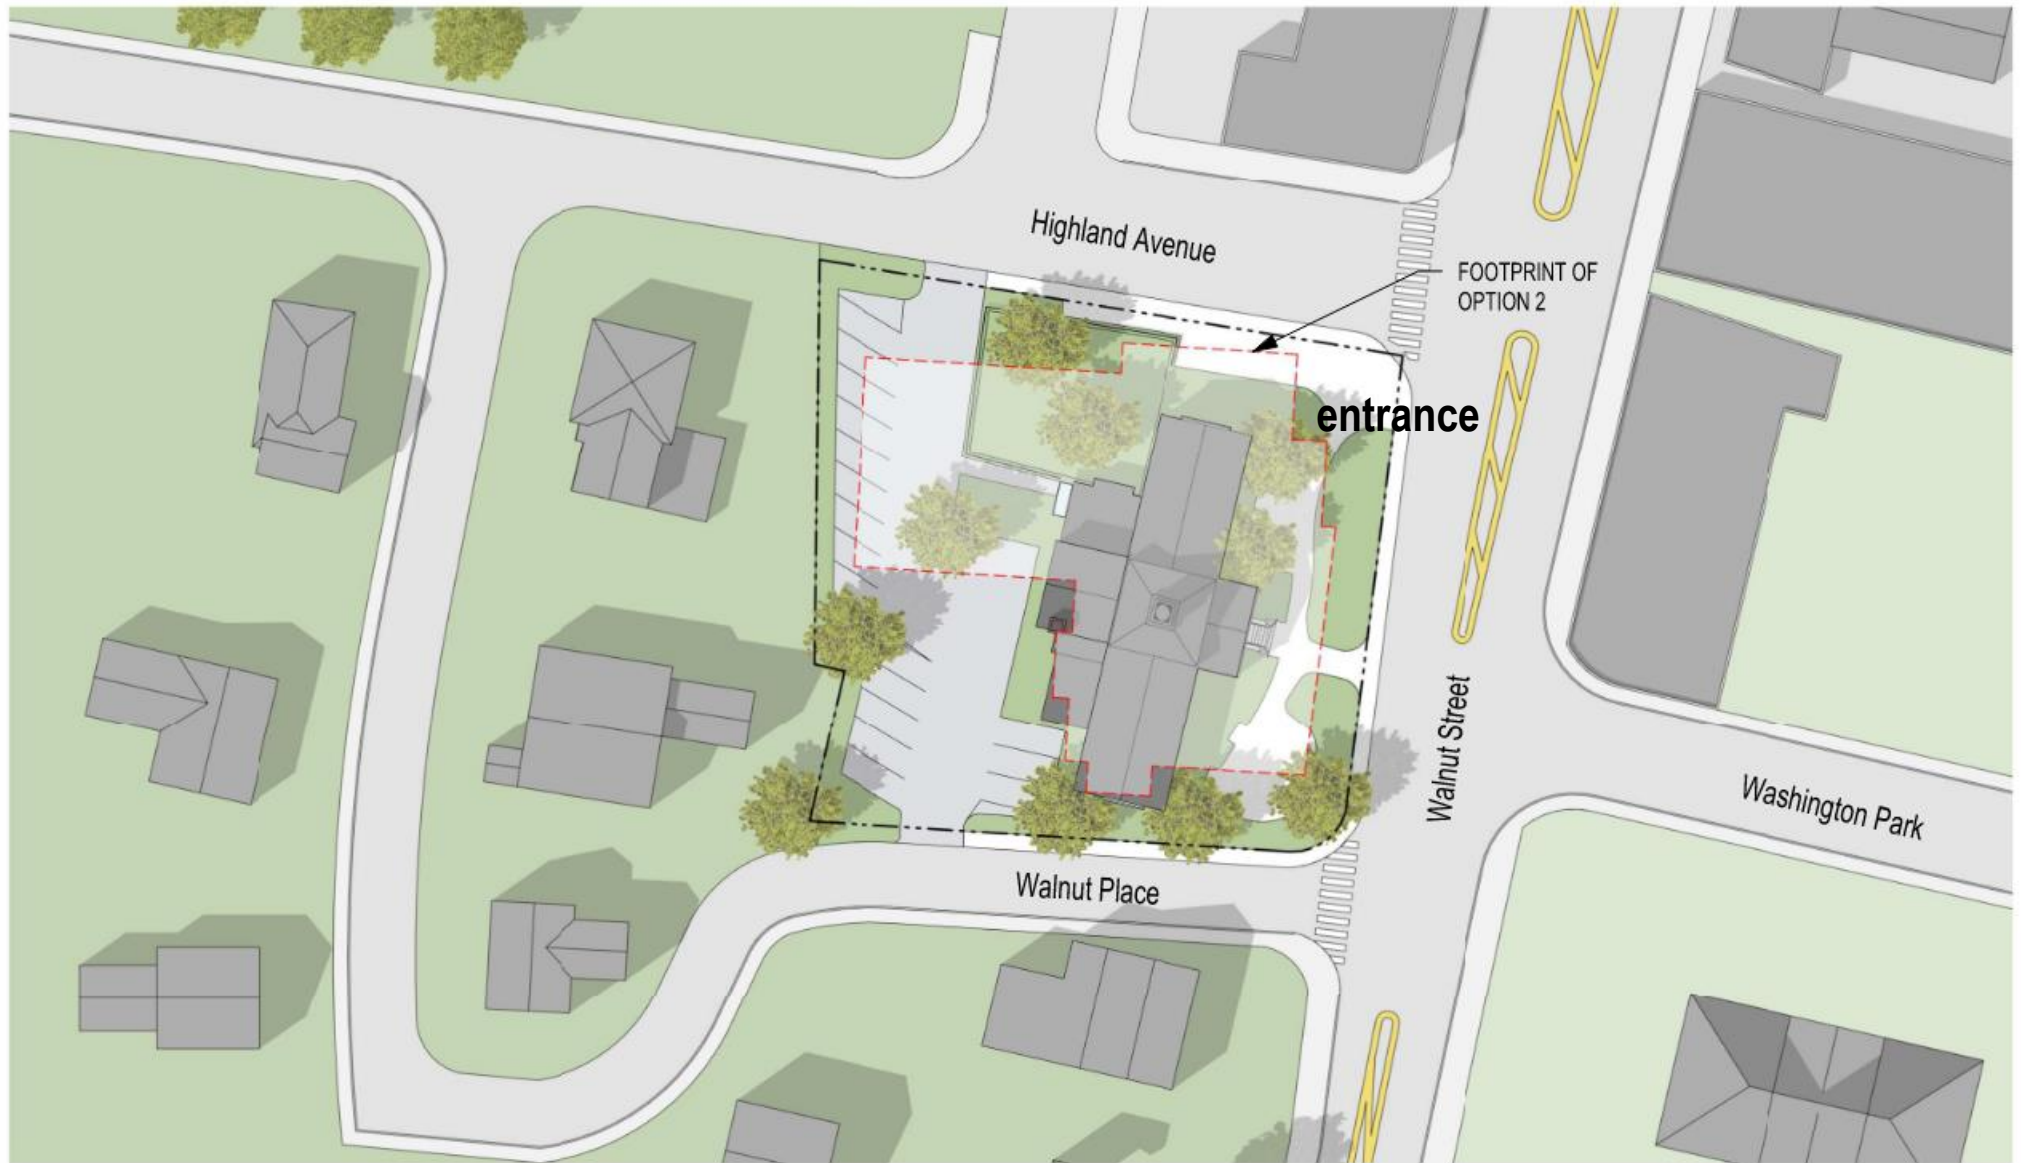 Highland Avenue
FOOTPRINT OF
OPTION 2
entrance
Walnut Street
Washington Park
Walnut Place